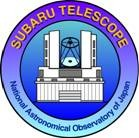 SUBARU TELESCOPE
National Astronomical Observatory of Japan